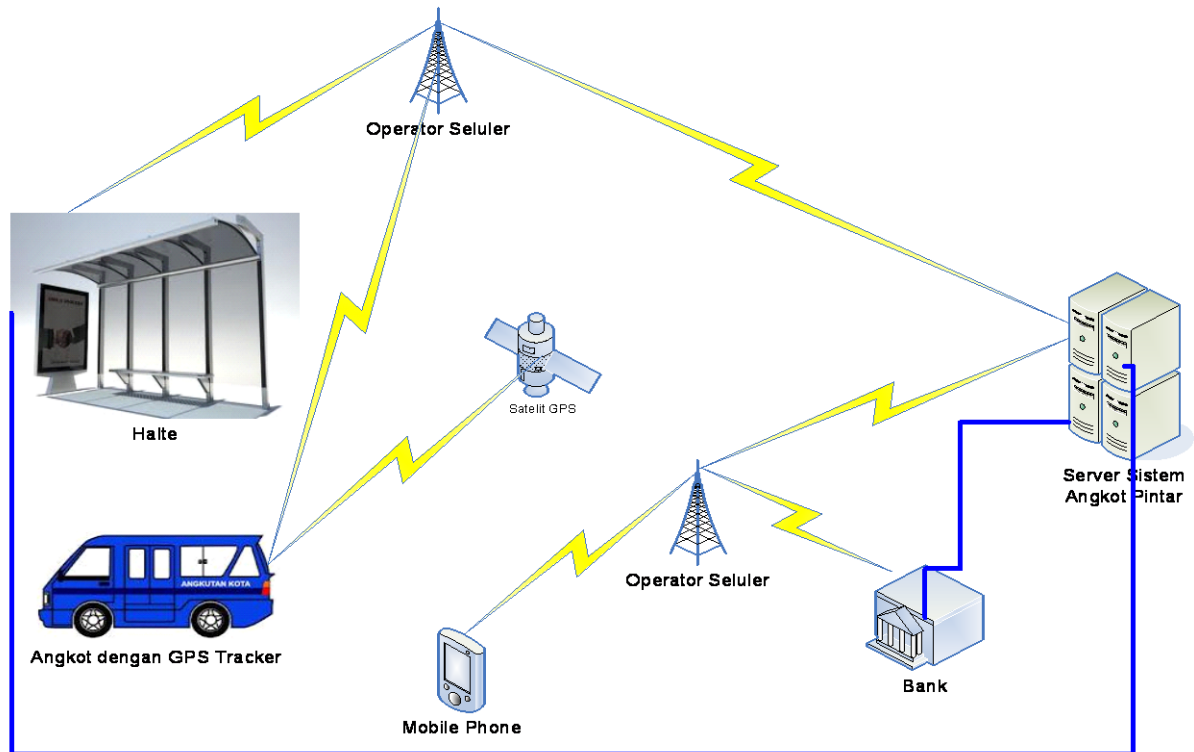 Operator Seluler
Halte
Satelit GPS
Server Sistem
Angkot Pintar
Operator Seluler
ANGKUTAN KOTA
Angkot dengan GPS Tracker
Bank
Mobile Phone